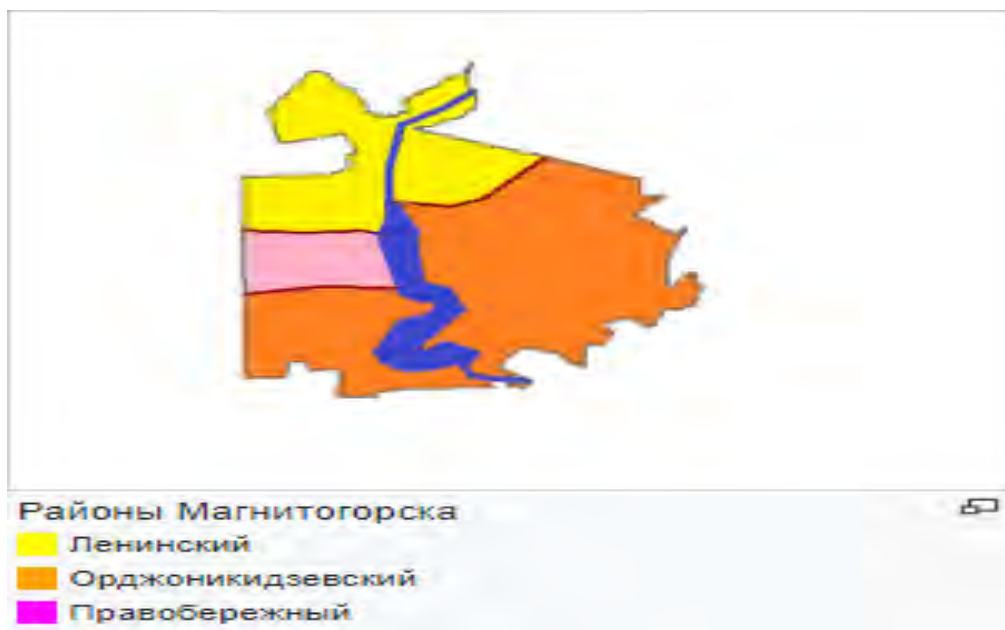 Районы Магнитогорска
Ленинский
Орджоникидзевский
Правобережный